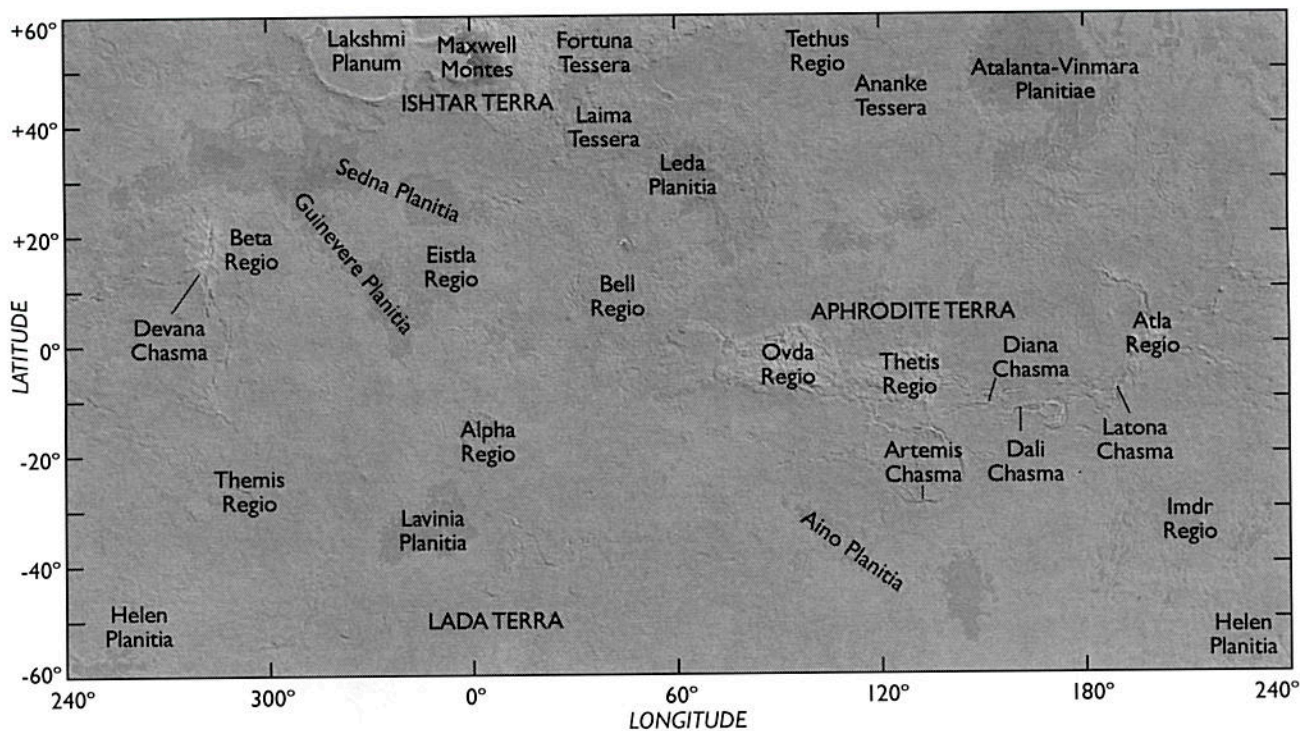 +60°
Lakshmi
Planum
Maxwell
Montes
Fortuna
Tessera
Tethus
Regio
Ananke
Tessera
Atalanta-Vinmara
Planitiae
ISHTAR TERRA
Laima
Tessera
+40°
Leda
Planitia
Sedna Planitia
Guinevere Planitia
+20°
Beta
Regio
Eistla
Regio
Bell
Regio
APHRODITE TERRA
Devana
Chasma
LATITUDE
0°
Ovda
Regio
Thetis
Regio
Diana
Chasma
Atla
Regio
Alpha
Regio
Artemis
Chasma
Dali
Chasma
Latona
Chasma
-20°
Themis
Regio
Lavinia
Planitia
Aino Planitia
Imdr
Regio
-40°
Helen
Planitia
LADA TERRA
Helen
Planitia
-60°
240° 300° 0° 60° 120° 180° 240°
LONGITUDE